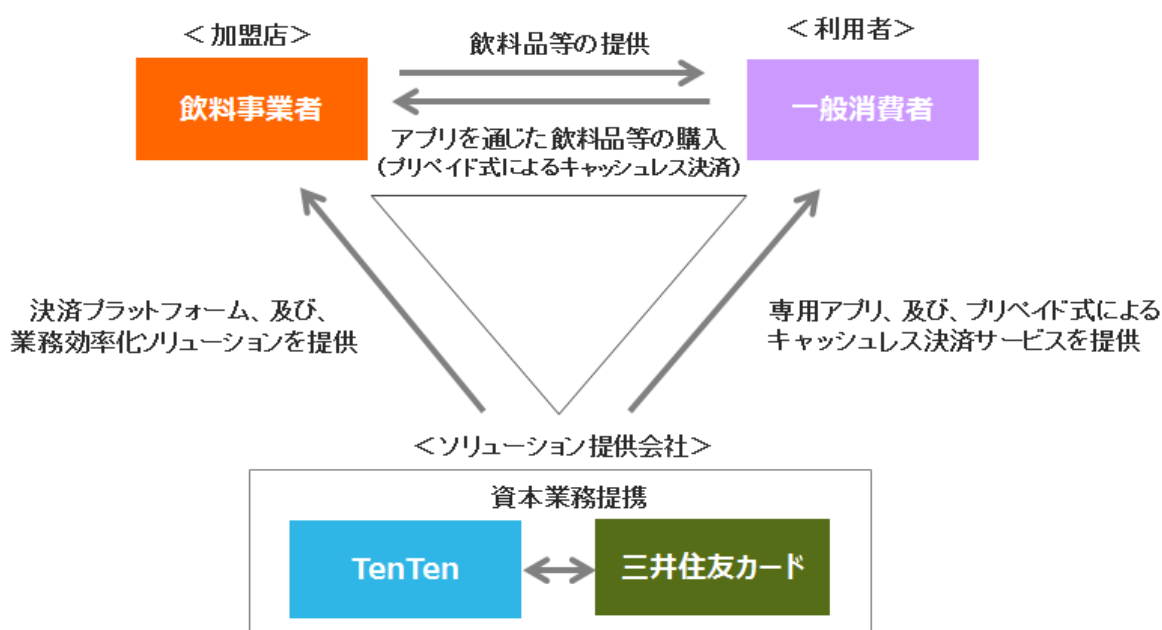 ＜加盟店＞
飲料品等の提供
＜利用者＞
飲料事業者
一般消費者
アプリを通じた飲料品等の購入
（プリペイド式によるキャッシュレス決済）
決済プラットフォーム、及び、
業務効率化ソリューションを提供
専用アプリ、及び、プリペイド式による
キャッシュレス決済サービスを提供
＜ソリューション提供会社＞
資本業務提携
TenTen
三井住友カード